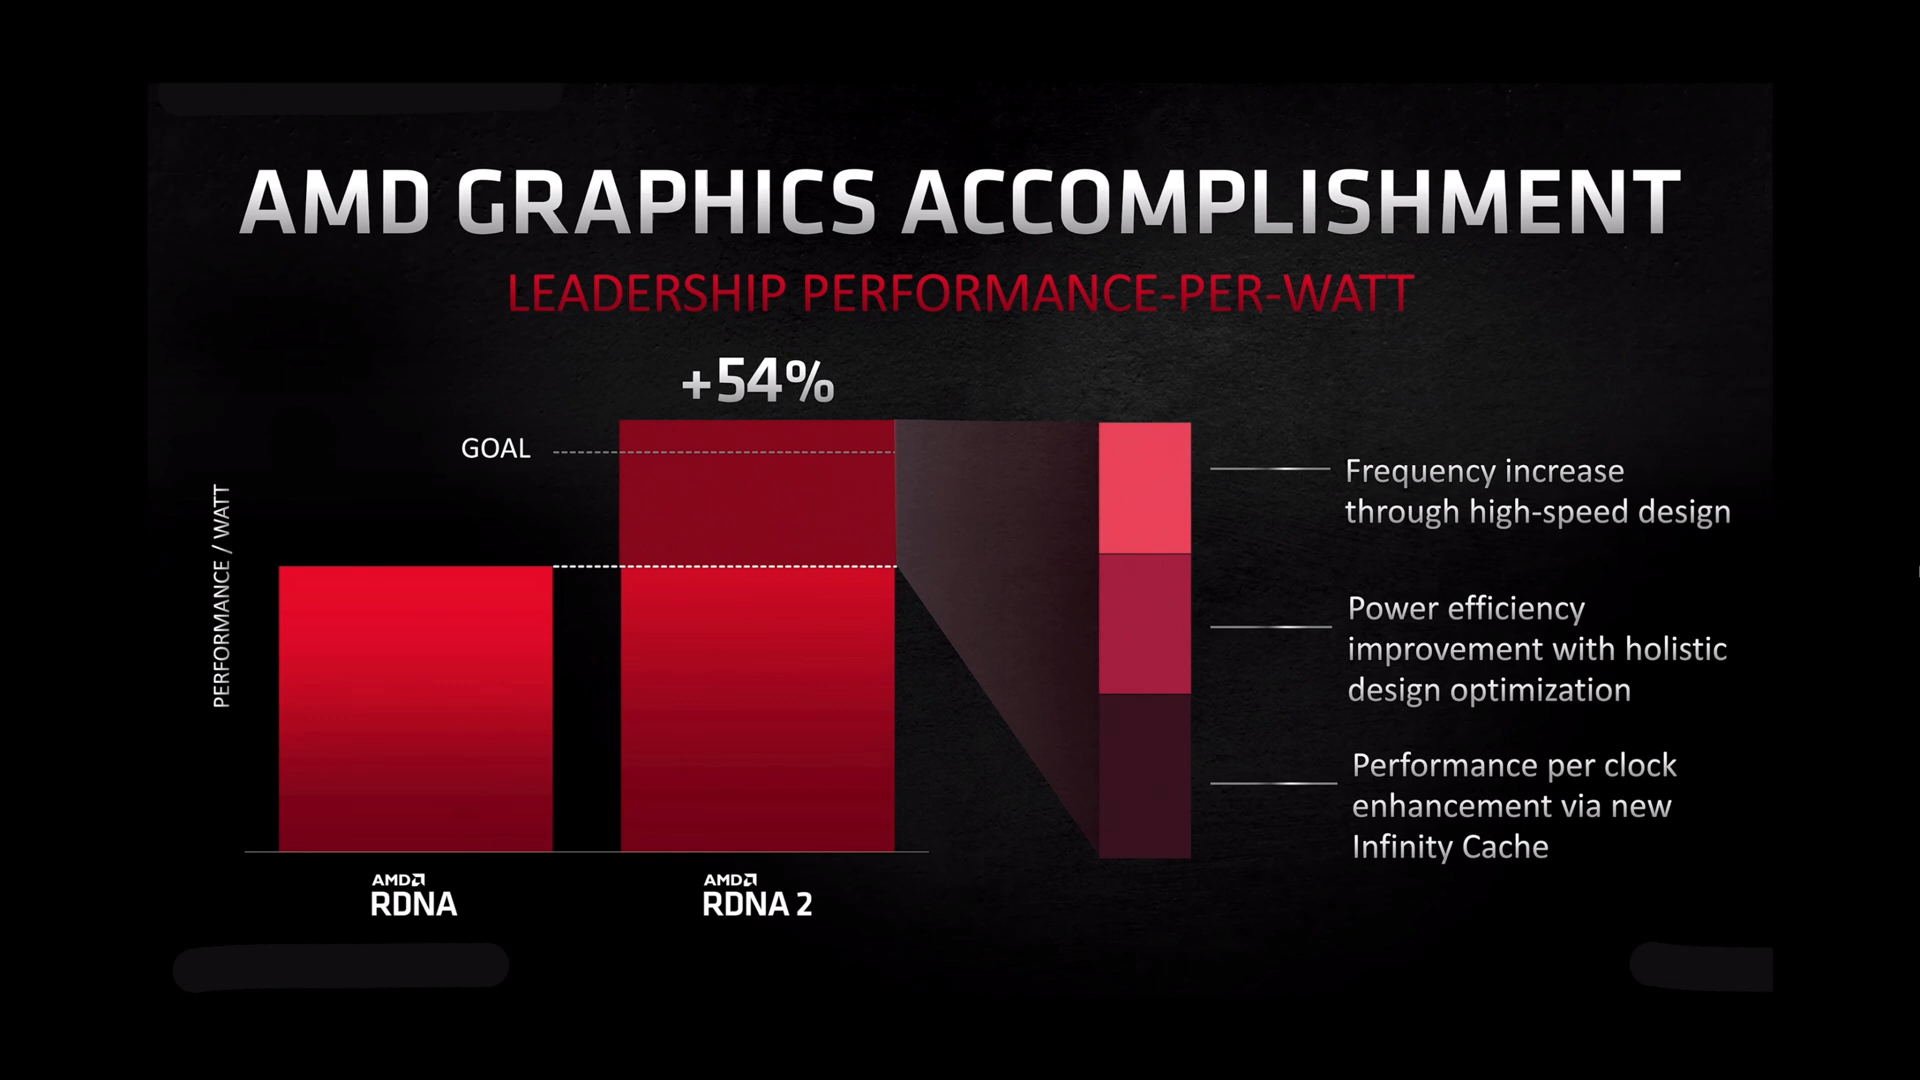 AMD GRAPHICS ACCOMPLISHMENT
LEADERSHIP PERFORMANCE-PER-WATT
+54%
GOAL
PERFORMANCE / WATT
AMD
RDNA
AMD
RDNA 2
Frequency increase
through high-speed design
Power efficiency
improvement with holistic
design optimization
Performance per clock
enhancement via new
Infinity Cache